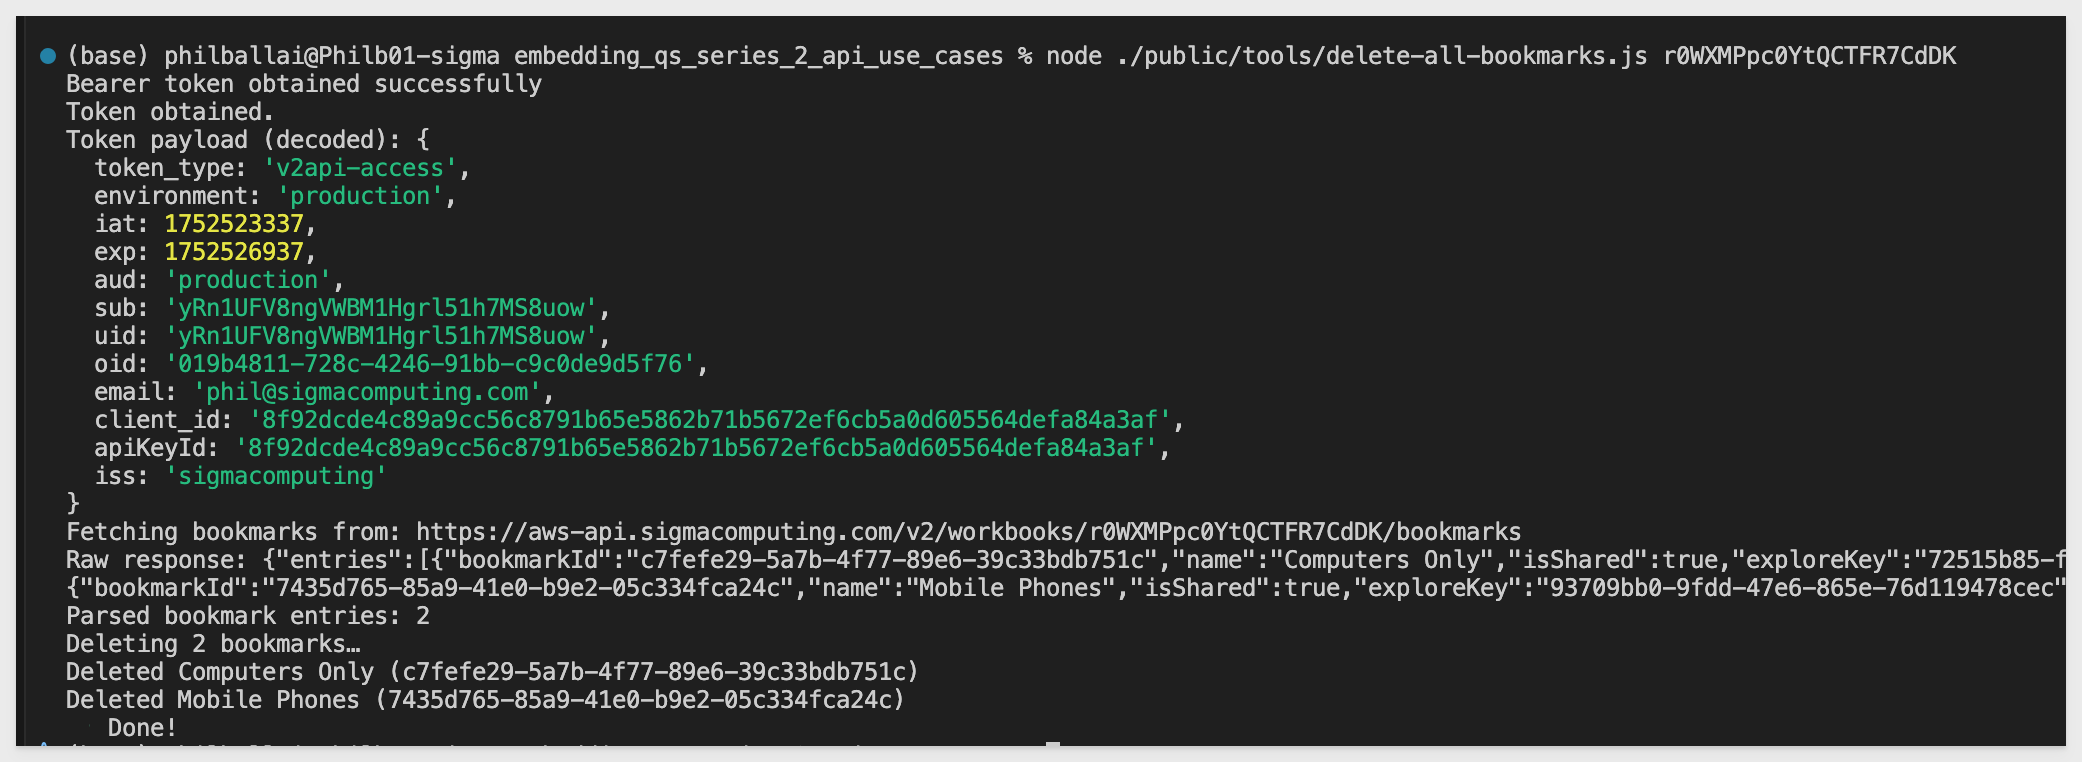 (base) philballai@Philb01-sigma embedding_qs_series_2_api_use_cases % node ./public/tools/delete-all-bookmarks.js r0WXMPpc0YtQCTFR7CdDK
Bearer token obtained successfully
Token obtained.
Token payload (decoded): {
  token_type: 'v2api-access',
  environment: 'production',
  iat: 1752523337,
  exp: 1752526937,
  aud: 'production',
  sub: 'yRn1UFV8ngVWBM1Hgrl51h7MS8uow',
  uid: 'yRn1UFV8ngVWBM1Hgrl51h7MS8uow',
  oid: '019b4811-728c-4246-91bb-c9c0de9d5f76',
  email: 'phil@sigmacomputing.com',
  client_id: '8f92dcde4c89a9cc56c8791b65e5862b71b5672ef6cb5a0d605564defa84a3af',
  apiKeyId: '8f92dcde4c89a9cc56c8791b65e5862b71b5672ef6cb5a0d605564defa84a3af',
  iss: 'sigmacomputing'
}
Fetching bookmarks from: https://aws-api.sigmacomputing.com/v2/workbooks/r0WXMPpc0YtQCTFR7CdDK/bookmarks
Raw response: {"entries":[{"bookmarkId":"c7fefe29-5a7b-4f77-89e6-39c33bdb751c","name":"Computers Only","isShared":true,"exploreKey":"72515b85-f
{"bookmarkId":"7435d765-85a9-41e0-b9e2-05c334fca24c","name":"Mobile Phones","isShared":true,"exploreKey":"93709bb0-9fdd-47e6-865e-76d119478cec"
Parsed bookmark entries: 2
Deleting 2 bookmarks…
Deleted Computers Only (c7fefe29-5a7b-4f77-89e6-39c33bdb751c)
Deleted Mobile Phones (7435d765-85a9-41e0-b9e2-05c334fca24c)
Done!